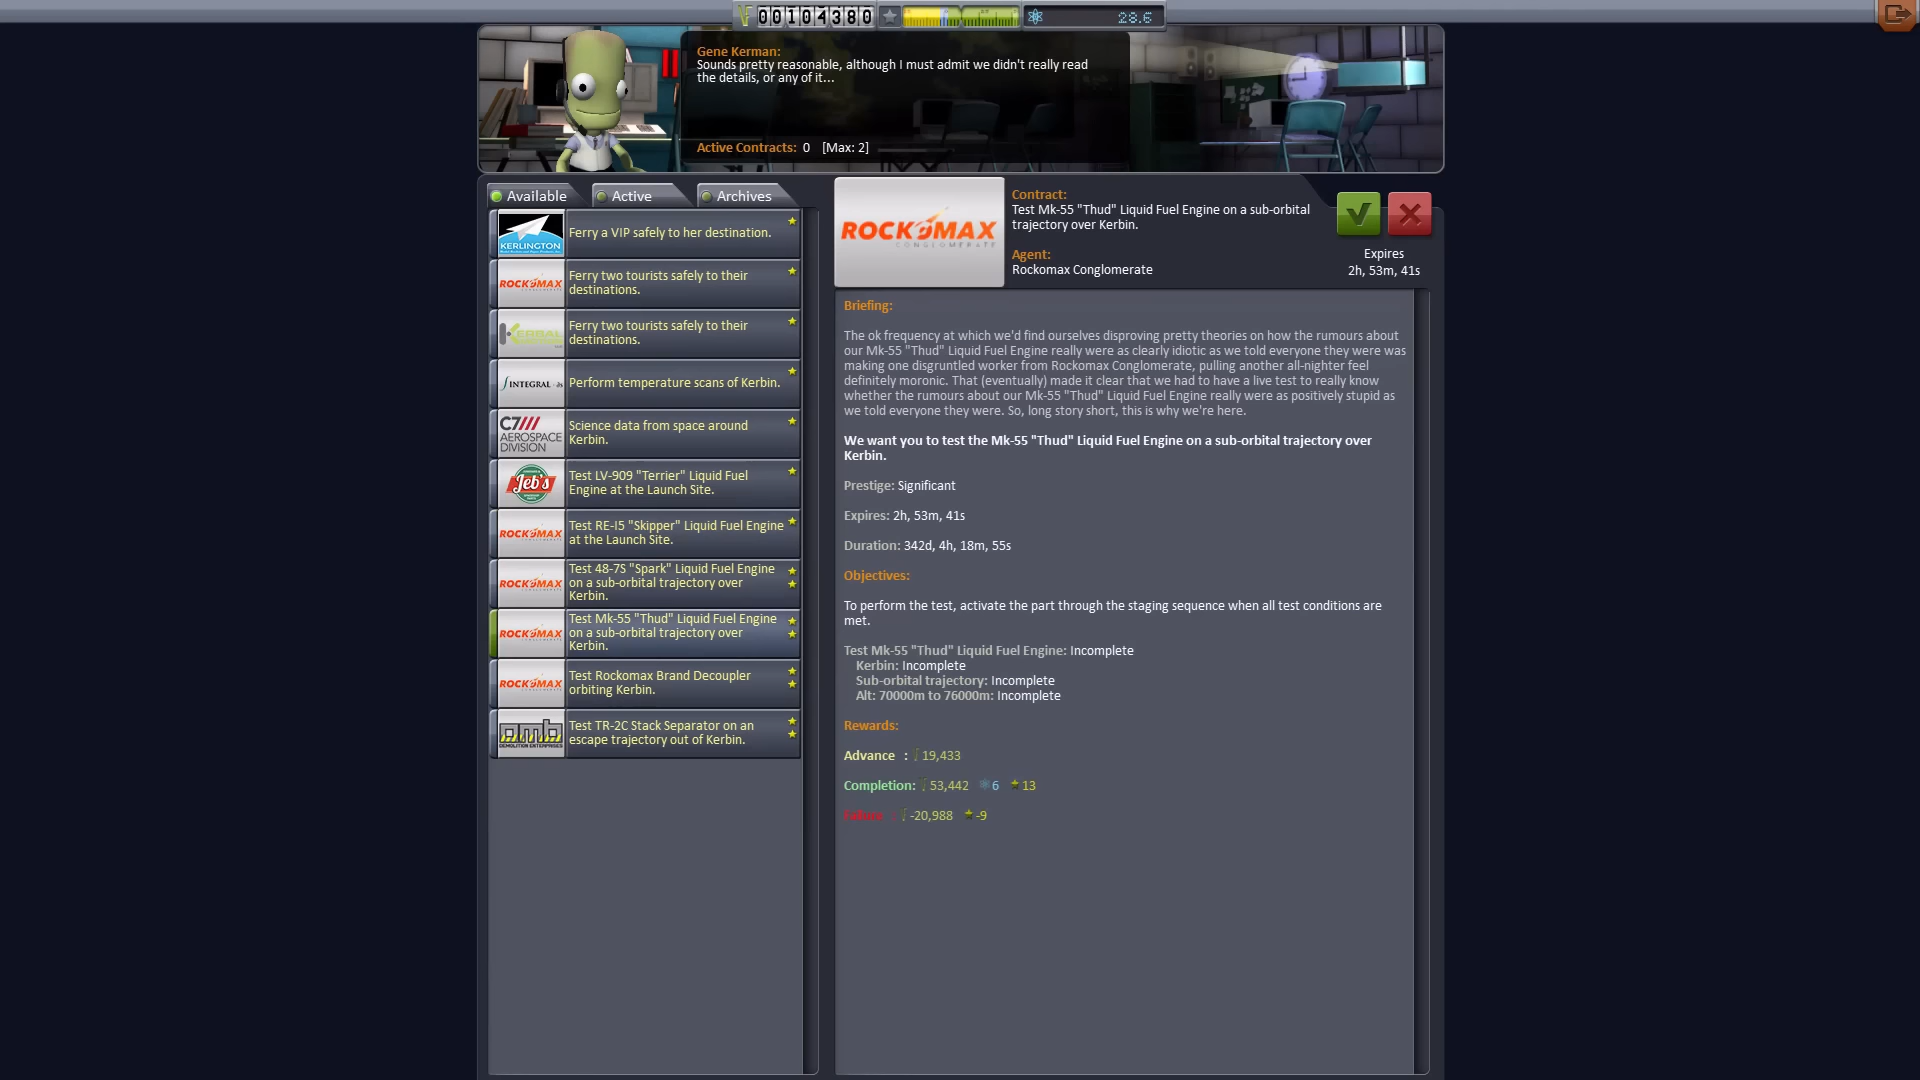 00104380
28.6
Gene Kerman:
Sounds pretty reasonable, although I must admit we didn't really read
the details, or any of it...
Active Contracts: 0 [Max: 2]
Available
Active
Archives
KERLINGTON
Ferry a VIP safely to her destination.
ROCKOMAX
Ferry two tourists safely to their
destinations.
KERBAL
Ferry two tourists safely to their
destinations.
INTEGRAL
Perform temperature scans of Kerbin.
C7///
AEROSPACE
DIVISION
Science data from space around
Kerbin.
Jeb's
Test LV-909 "Terrier" Liquid Fuel
Engine at the Launch Site.
ROCKOMAX
Test RE-I5 "Skipper" Liquid Fuel Engine
at the Launch Site.
ROCKOMAX
Test 48-7S "Spark" Liquid Fuel Engine
on a sub-orbital trajectory over
Kerbin.
ROCKOMAX
Test Mk-55 "Thud" Liquid Fuel Engine
on a sub-orbital trajectory over
Kerbin.
ROCKOMAX
Test Rockomax Brand Decoupler
orbiting Kerbin.
OMB
DEMOLITION ENTERPRISES
Test TR-2C Stack Separator on an
escape trajectory out of Kerbin.
ROCKOMAX
CONGLOMERATE
Contract:
Test Mk-55 "Thud" Liquid Fuel Engine on a sub-orbital
trajectory over Kerbin.
Agent:
Rockomax Conglomerate
Expires
2h, 53m, 41s
Briefing:
The ok frequency at which we'd find ourselves disproving pretty theories on how the rumours about
our Mk-55 "Thud" Liquid Fuel Engine really were as clearly idiotic as we told everyone they were was
making one disgruntled worker from Rockomax Conglomerate, pulling another all-nighter feel
definitely moronic. That (eventually) made it clear that we had to have a live test to really know
whether the rumours about our Mk-55 "Thud" Liquid Fuel Engine really were as positively stupid as
we told everyone they were. So, long story short, this is why we're here.
We want you to test the Mk-55 "Thud" Liquid Fuel Engine on a sub-orbital trajectory over
Kerbin.
Prestige: Significant
Expires: 2h, 53m, 41s
Duration: 342d, 4h, 18m, 55s
Objectives:
To perform the test, activate the part through the staging sequence when all test conditions are
met.
Test Mk-55 "Thud" Liquid Fuel Engine: Incomplete
Kerbin: Incomplete
Sub-orbital trajectory: Incomplete
Alt: 70000m to 76000m: Incomplete
Rewards:
Advance : 19,433
Completion: 53,442 6 13
Failure : -20,988 -9